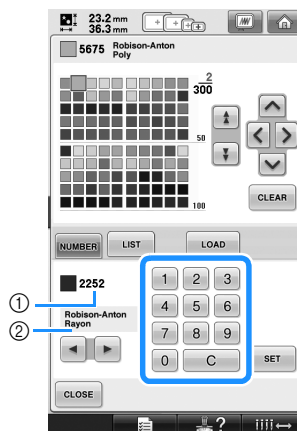 23.2 mm
36.3 mm
5675 Robison-Anton
Poly
2
300
50
100
CLEAR
NUMBER LIST LOAD
① 2252
② Robison-Anton
Rayon
1 2 3
4 5 6
7 8 9
0 C
SET
CLOSE
?